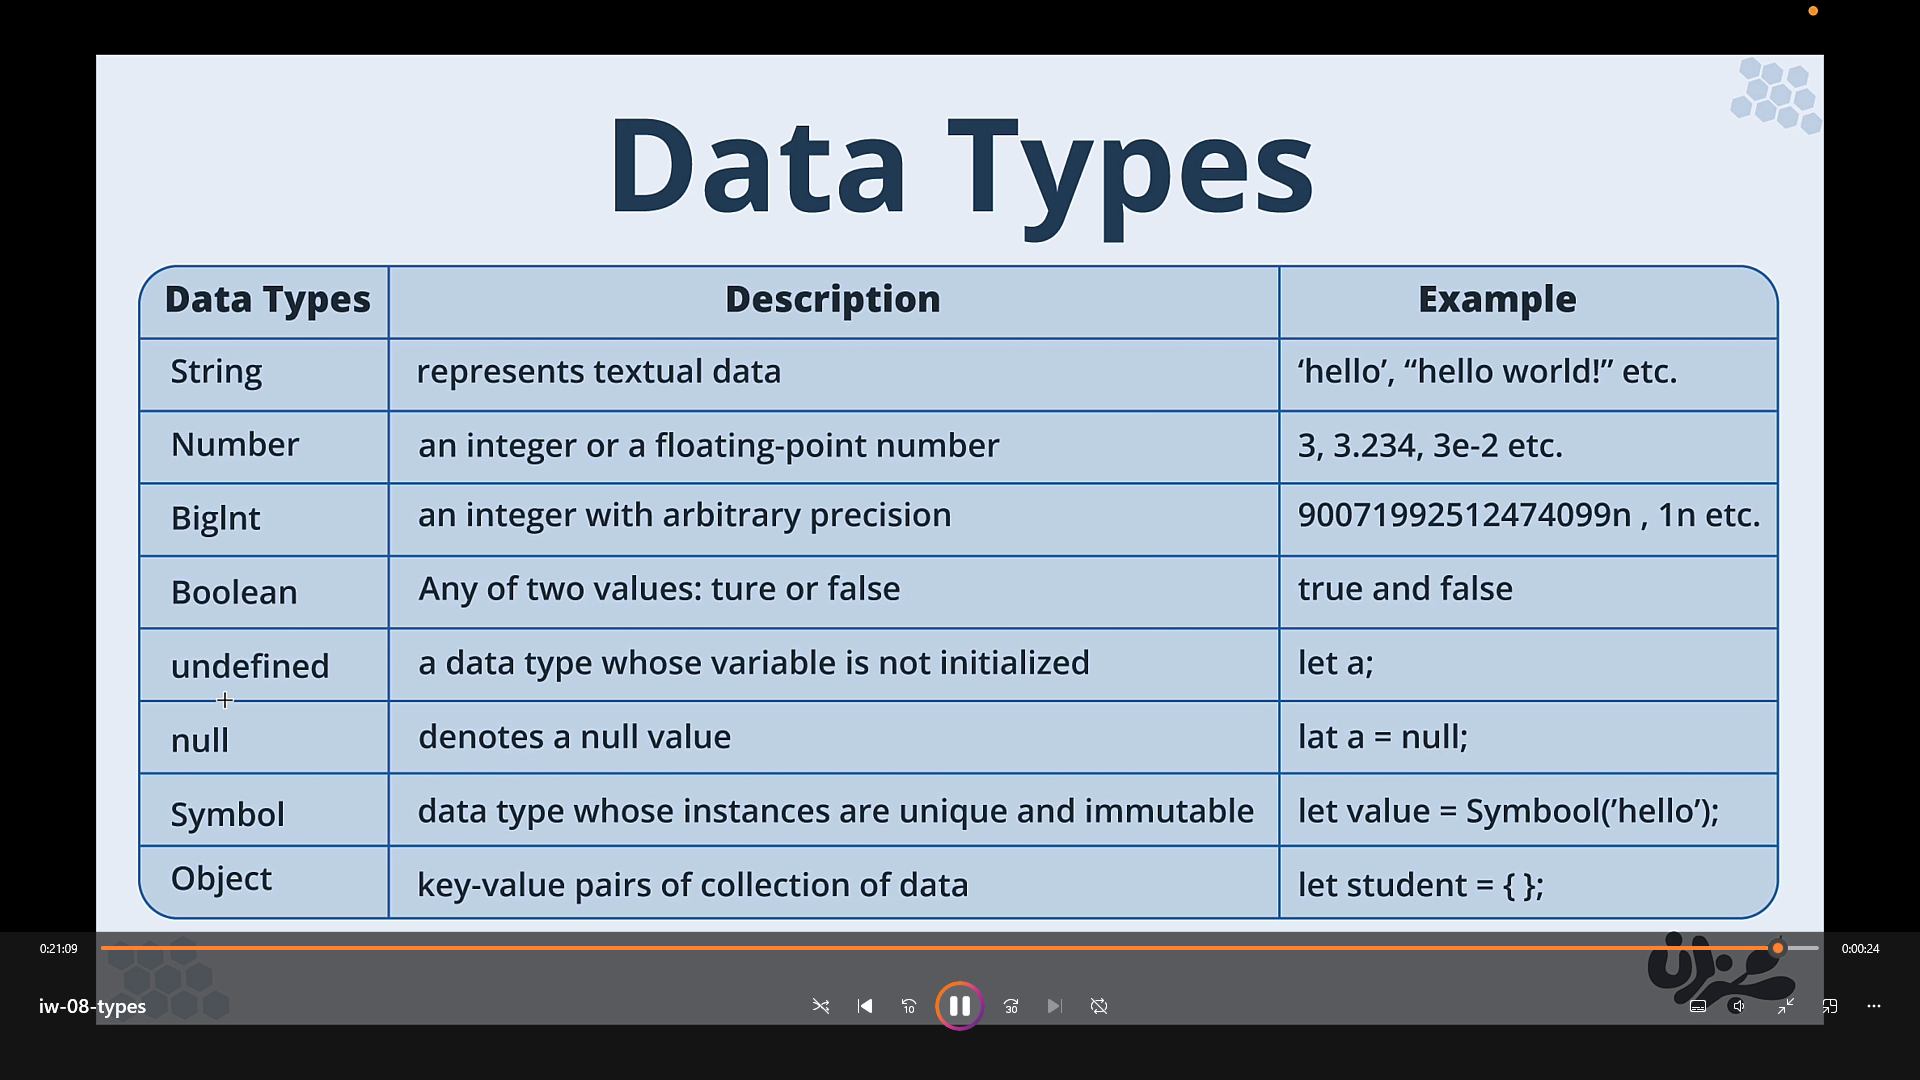 Data Types
Data Types Description Example
String represents textual data ‘hello’, “hello world!” etc.
Number an integer or a floating-point number 3, 3.234, 3e-2 etc.
BigInt an integer with arbitrary precision 90071992512474099n , 1n etc.
Boolean Any of two values: ture or false true and false
undefined a data type whose variable is not initialized let a;
null denotes a null value lat a = null;
Symbol data type whose instances are unique and immutable let value = Symbool(’hello’);
Object key-value pairs of collection of data let student = { };
0:21:09 0:00:24
iw-08-types
10 30